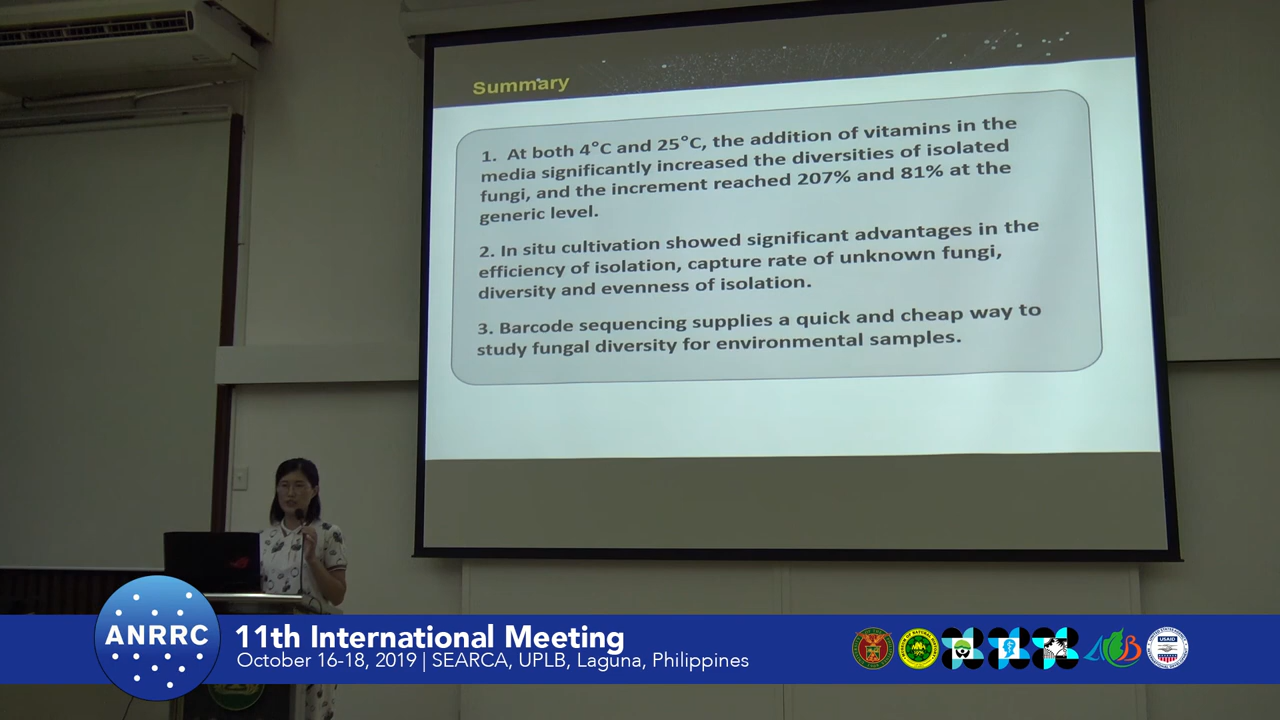 Summary
1. At both 4°C and 25°C, the addition of vitamins in the
media significantly increased the diversities of isolated
fungi, and the increment reached 207% and 81% at the
generic level.
2. In situ cultivation showed significant advantages in the
efficiency of isolation, capture rate of unknown fungi,
diversity and evenness of isolation.
3. Barcode sequencing supplies a quick and cheap way to
study fungal diversity for environmental samples.
ANRRC
11th International Meeting
October 16-18, 2019 | SEARCA, UPLB, Laguna, Philippines
USAID